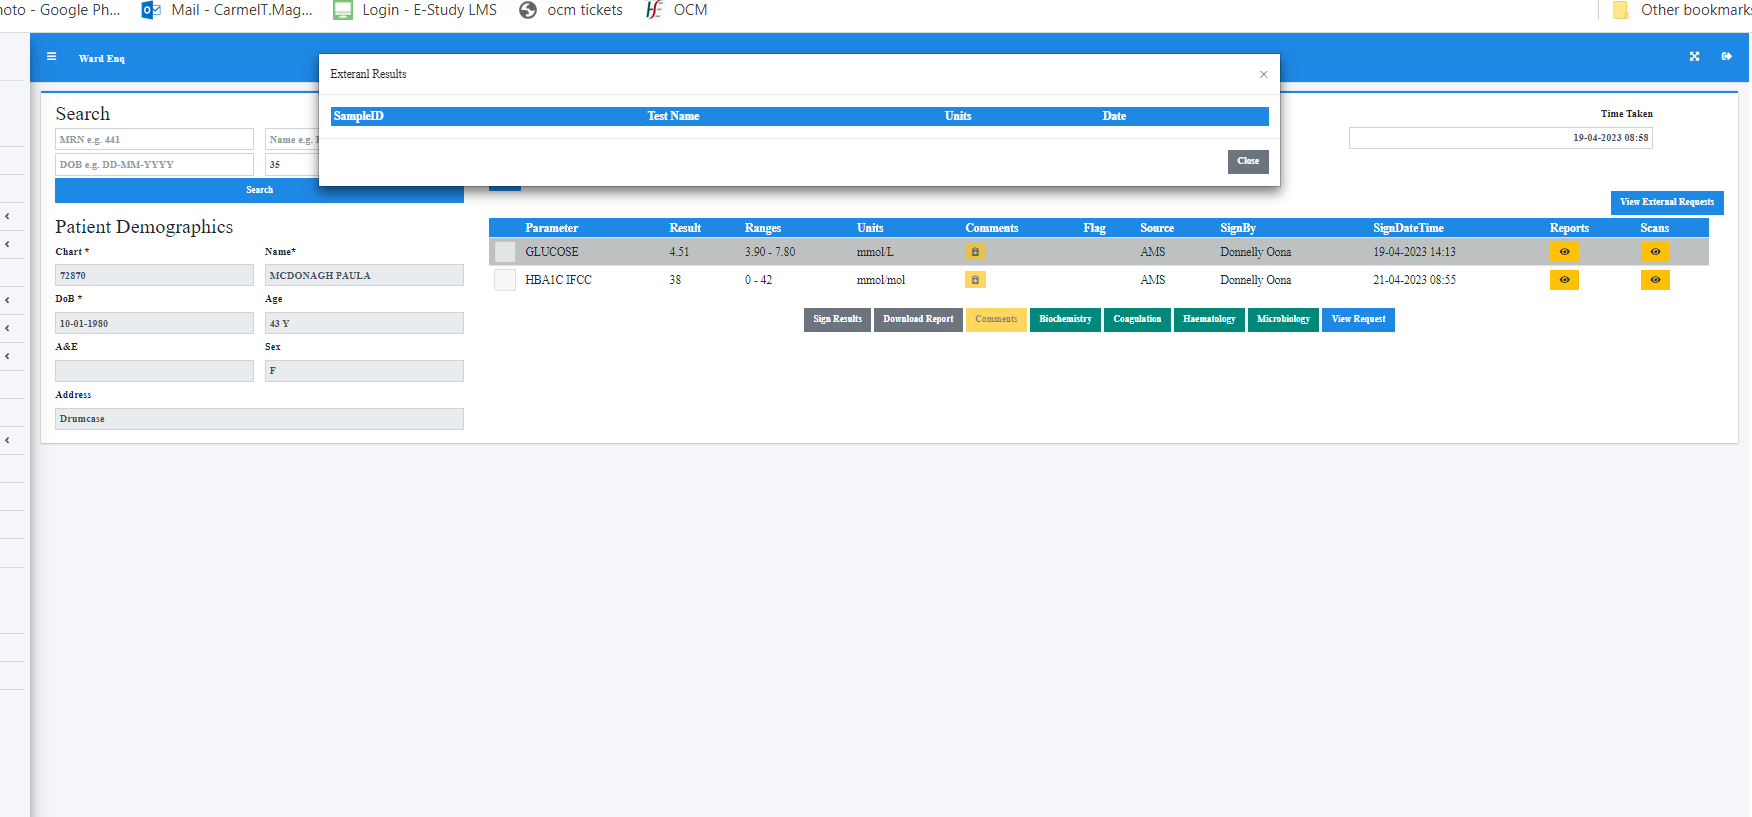 hoto - Google Ph... Mail - CarmelT.Mag... Login - E-Study LMS ocm tickets OCM Other bookmarks
Ward Enq
Exteranl Results ×
SampleID Test Name Units Date
Close
Search
MRN e.g. 441 Name e.g.
DOB e.g. DD-MM-YYYY 35
Search
Time Taken
19-04-2023 08:58
View External Requests
Patient Demographics
Chart * Name*
72870 MCDONAGH PAULA
DoB * Age
10-01-1980 43 Y
A&E Sex
F
Address
Drumcase
Parameter Result Ranges Units Comments Flag Source SignBy SignDateTime Reports Scans
GLUCOSE 4.51 3.90 - 7.80 mmol/L AMS Donnelly Oona 19-04-2023 14:13
HBA1C IFCC 38 0 - 42 mmol/mol AMS Donnelly Oona 21-04-2023 08:55
Sign Results Download Report Comments Biochemistry Coagulation Haematology Microbiology View Request